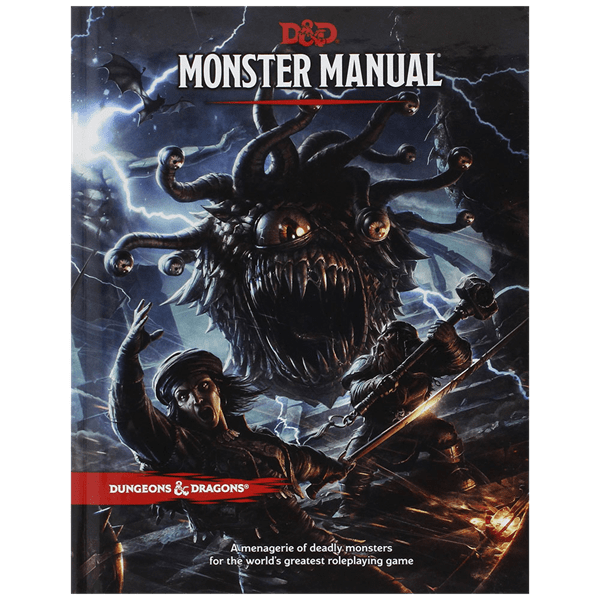 D&D
MONSTER MANUAL®
DUNGEONS & DRAGONS®
A menagerie of deadly monsters
for the world's greatest roleplaying game